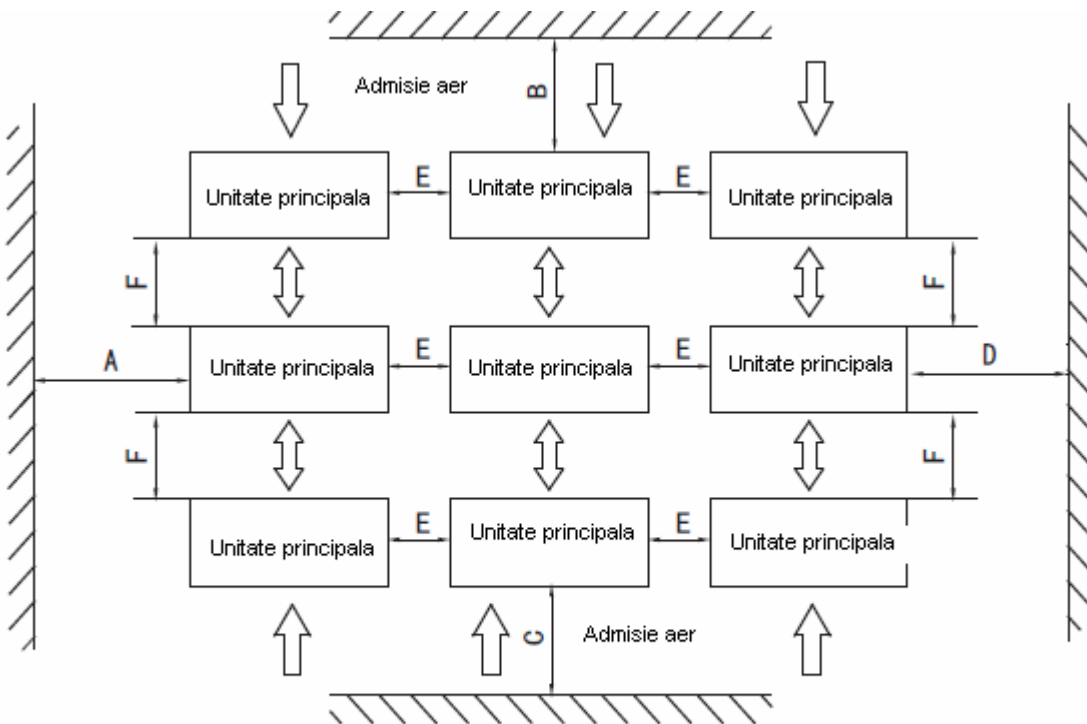 Admisie aer
B
Unitate principala E Unitate principala E Unitate principala
F F
A Unitate principala E Unitate principala E Unitate principala D
F F
Unitate principala E Unitate principala E Unitate principala
C Admisie aer